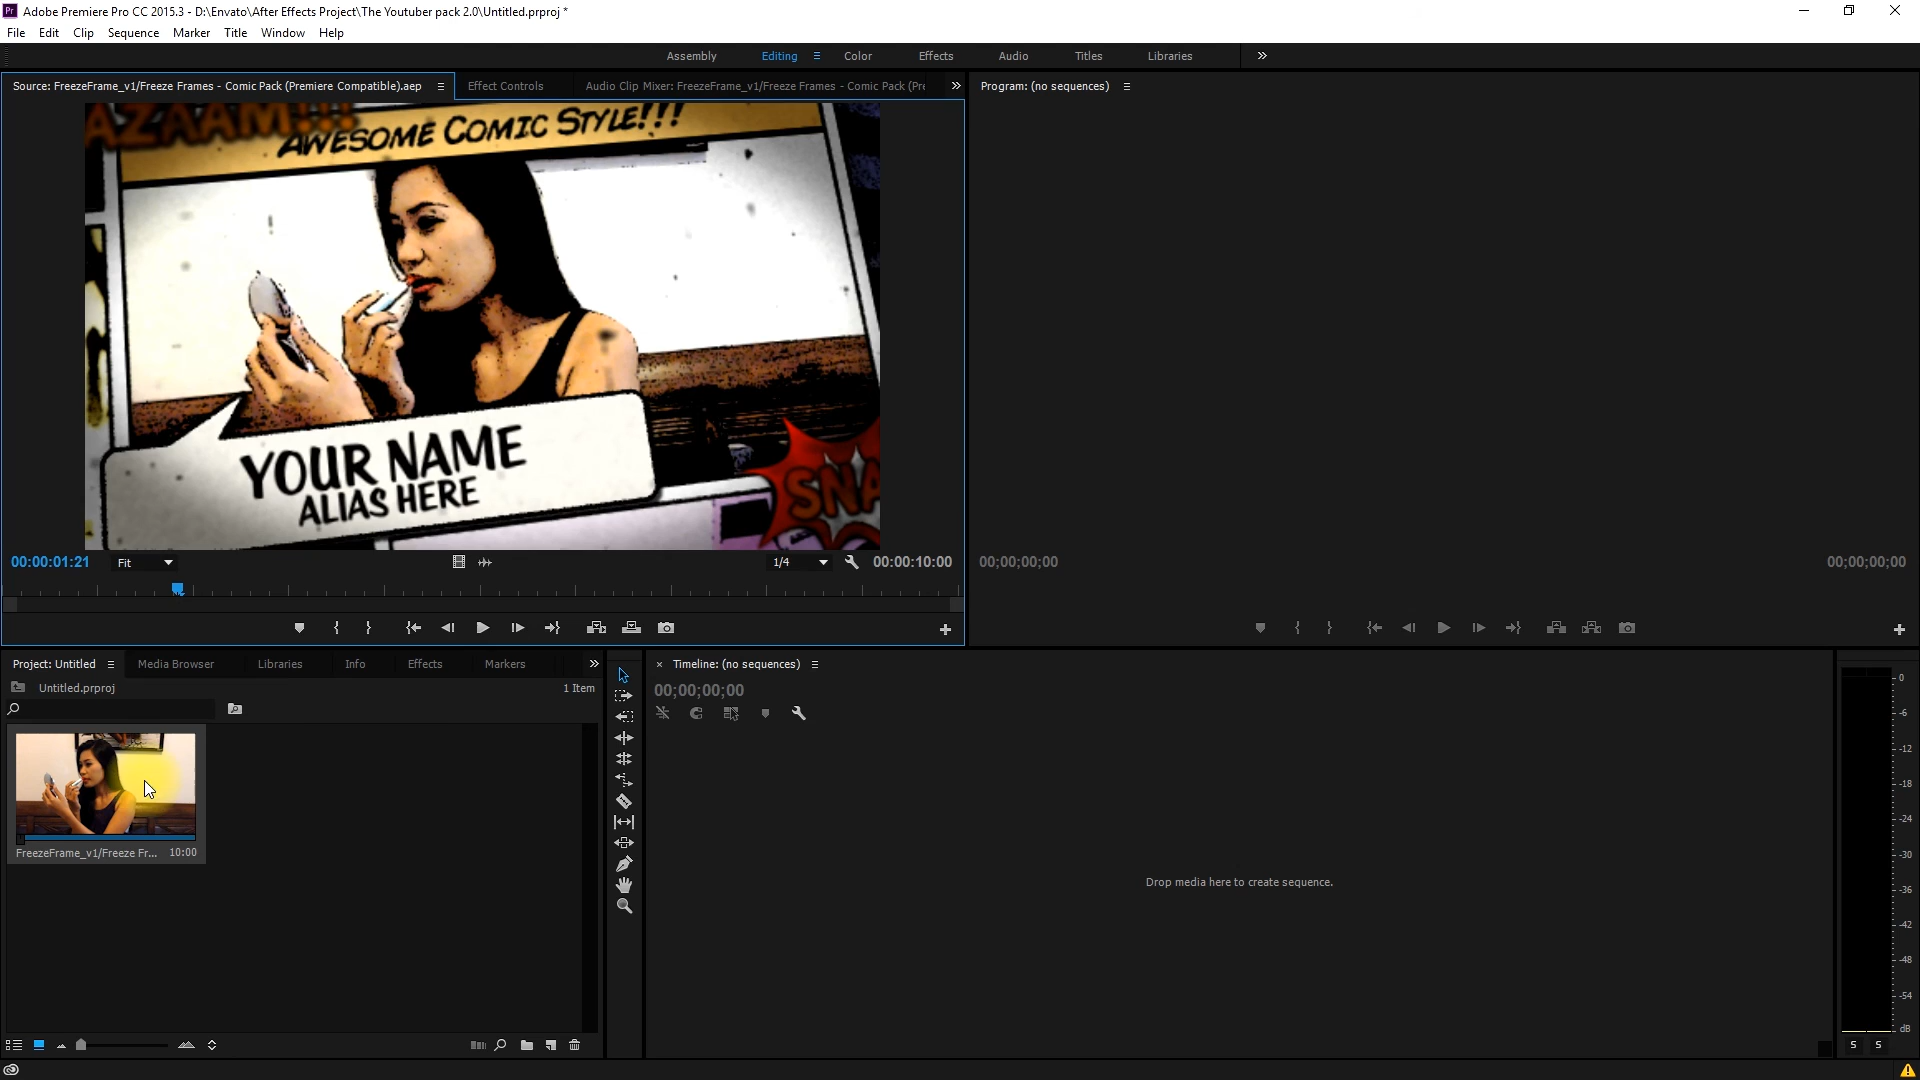 Adobe Premiere Pro CC 2015.3 - D:\Envato\After Effects Project\The Youtuber pack 2.0\Untitled.prproj *
File Edit Clip Sequence Marker Title Window Help
Assembly Editing Color Effects Audio Titles Libraries
Source: FreezeFrame_v1/Freeze Frames - Comic Pack (Premiere Compatible).aep Effect Controls Audio Clip Mixer: FreezeFrame_v1/Freeze Frames - Comic Pack (Pre
Program: (no sequences)
AZAAM!!!
AWESOME COMIC STYLE!!!
YOUR NAME
ALIAS HERE
SNA
00:00:01:21 Fit 1/4 00:00:10:00
00;00;00;00 00;00;00;00
Project: Untitled Media Browser Libraries Info Effects Markers
Untitled.prproj 1 Item
FreezeFrame_v1/Freeze Fr... 10:00
Timeline: (no sequences)
00;00;00;00
Drop media here to create sequence.
0
-6
-12
-18
-24
-30
-36
-42
-48
-54
dB
S S